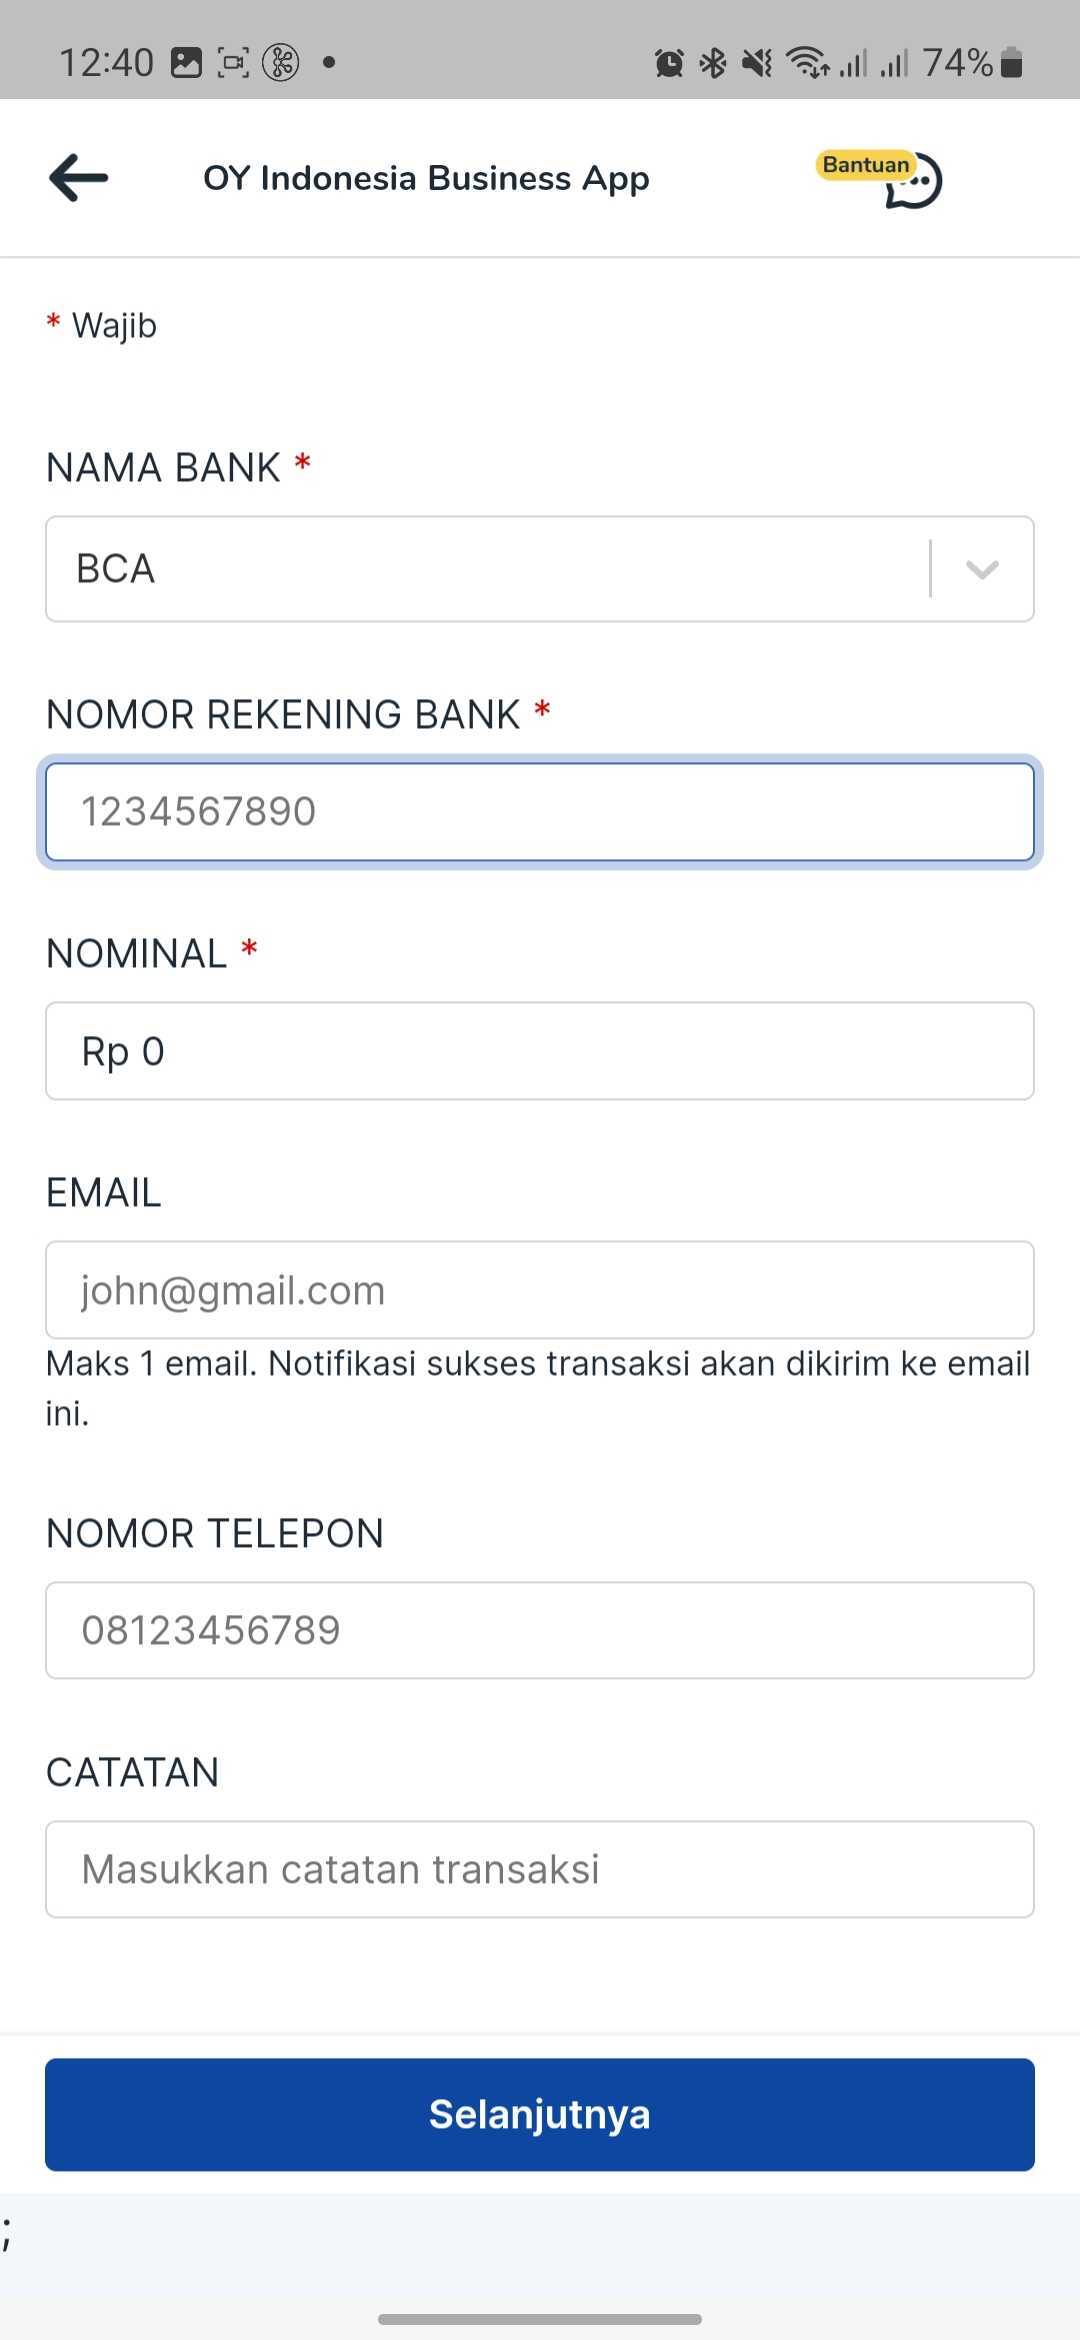 12:40
74%
OY Indonesia Business App
Bantuan
* Wajib
NAMA BANK *
BCA
NOMOR REKENING BANK *
1234567890
NOMINAL *
Rp 0
EMAIL
john@gmail.com
Maks 1 email. Notifikasi sukses transaksi akan dikirim ke email
ini.
NOMOR TELEPON
08123456789
CATATAN
Masukkan catatan transaksi
Selanjutnya
;